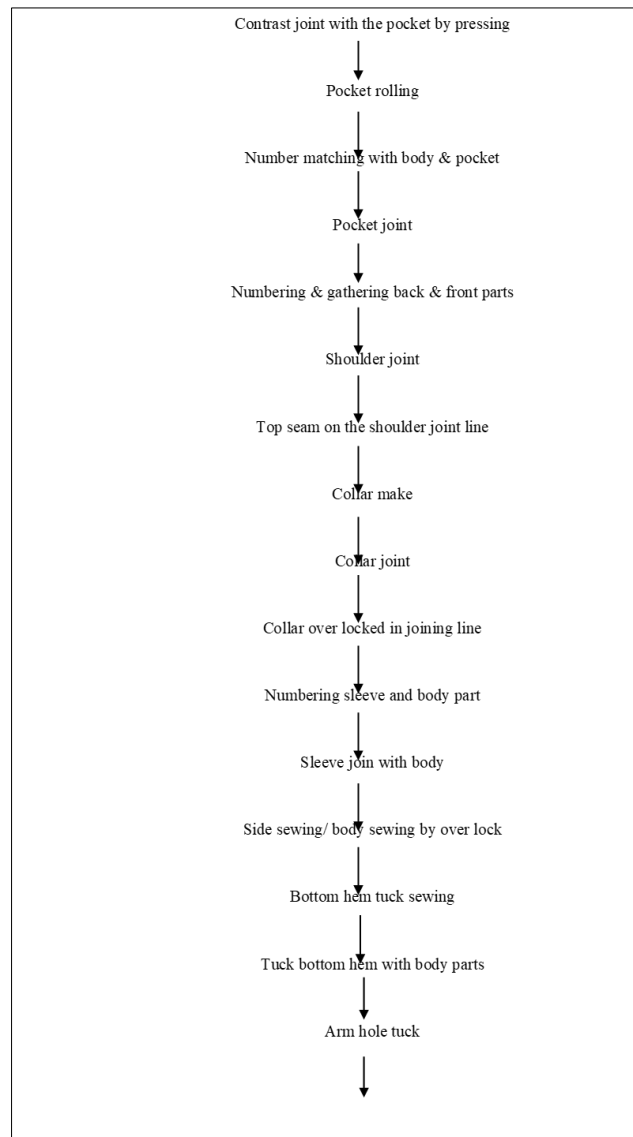 Contrast joint with the pocket by pressing
Pocket rolling
Number matching with body & pocket
Pocket joint
Numbering & gathering back & front parts
Shoulder joint
Top seam on the shoulder joint line
Collar make
Collar joint
Collar over locked in joining line
Numbering sleeve and body part
Sleeve join with body
Side sewing/ body sewing by over lock
Bottom hem tuck sewing
Tuck bottom hem with body parts
Arm hole tuck